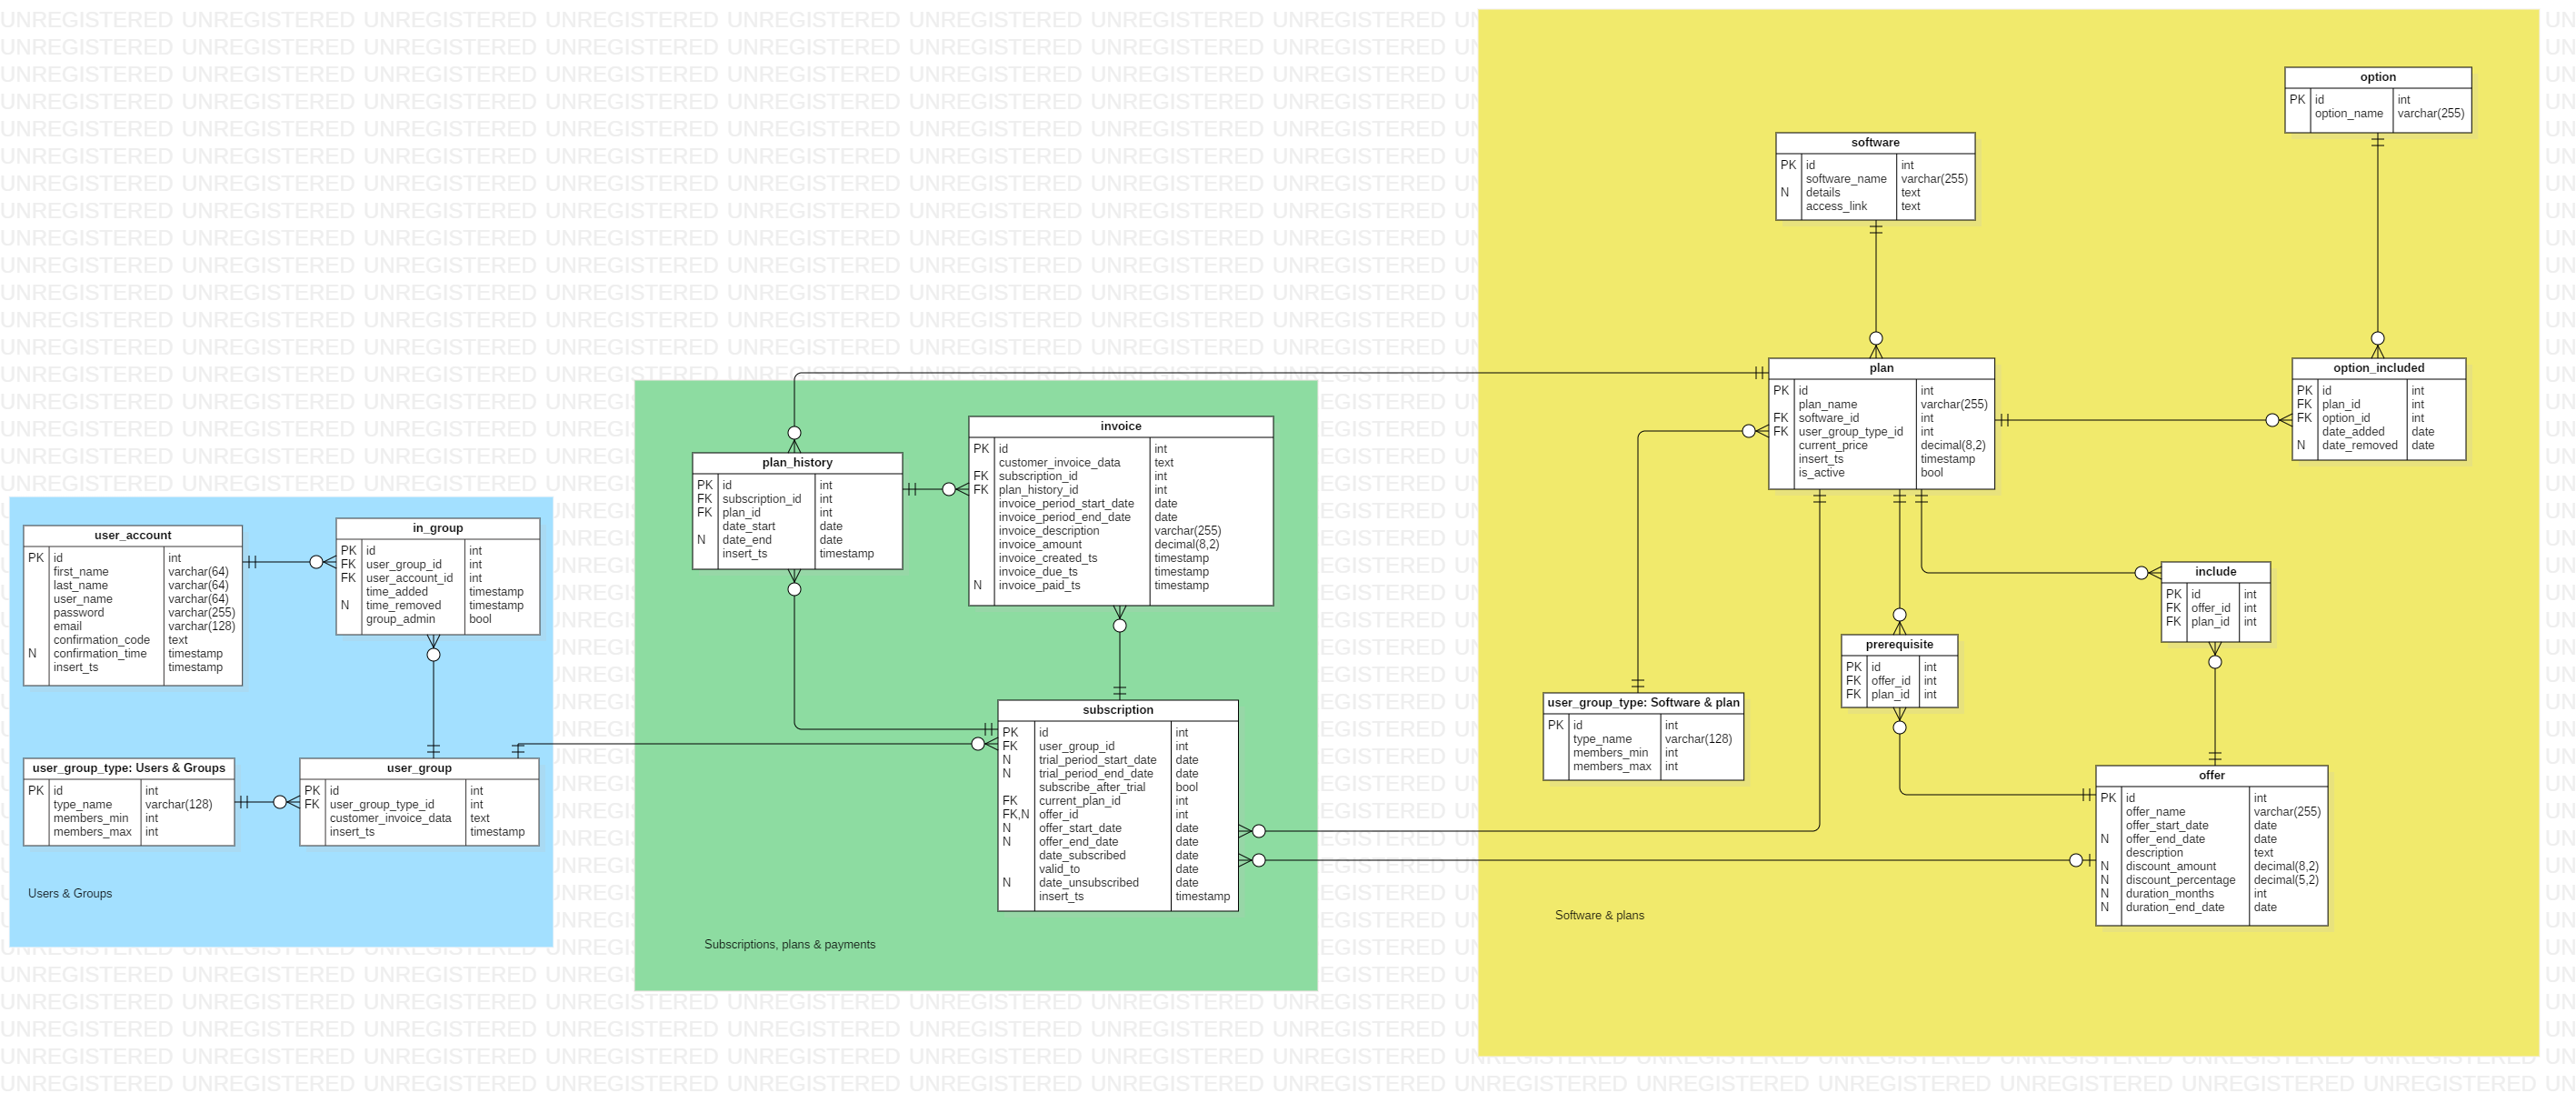 option
PK id int
option_name varchar(255)
software
PK id int
software_name varchar(255)
N details text
access_link text
plan
PK id int
plan_name varchar(255)
FK software_id int
FK user_group_type_id int
current_price decimal(8,2)
insert_ts timestamp
is_active bool
option_included
PK id int
FK plan_id int
FK option_id int
date_added date
N date_removed date
invoice
PK id int
customer_invoice_data text
FK subscription_id int
FK plan_history_id int
invoice_period_start_date date
invoice_period_end_date date
invoice_description varchar(255)
invoice_amount decimal(8,2)
invoice_created_ts timestamp
invoice_due_ts timestamp
N invoice_paid_ts timestamp
plan_history
PK id int
FK subscription_id int
FK plan_id int
date_start date
N date_end date
insert_ts timestamp
user_account
PK id int
first_name varchar(64)
last_name varchar(64)
user_name varchar(64)
password varchar(255)
email varchar(128)
confirmation_code text
N confirmation_time timestamp
insert_ts timestamp
in_group
PK id int
FK user_group_id int
FK user_account_id int
time_added timestamp
N time_removed timestamp
group_admin bool
include
PK id int
FK offer_id int
FK plan_id int
prerequisite
PK id int
FK offer_id int
FK plan_id int
user_group_type: Software & plan
PK id int
type_name varchar(128)
members_min int
members_max int
subscription
PK id int
FK user_group_id int
N trial_period_start_date date
N trial_period_end_date date
subscribe_after_trial bool
FK current_plan_id int
FK,N offer_id int
N offer_start_date date
N offer_end_date date
date_subscribed date
valid_to date
N date_unsubscribed date
insert_ts timestamp
user_group_type: Users & Groups
PK id int
type_name varchar(128)
members_min int
members_max int
user_group
PK id int
FK user_group_type_id int
customer_invoice_data text
insert_ts timestamp
offer
PK id int
offer_name varchar(255)
offer_start_date date
N offer_end_date date
description text
N discount_amount decimal(8,2)
N discount_percentage decimal(5,2)
N duration_months int
N duration_end_date date
Users & Groups
Subscriptions, plans & payments
Software & plans
UNREGISTERED UNREGISTERED UNREGISTERED UNREGISTERED UNREGISTERED UNREGISTERED UNREGISTERED UNREGISTERED